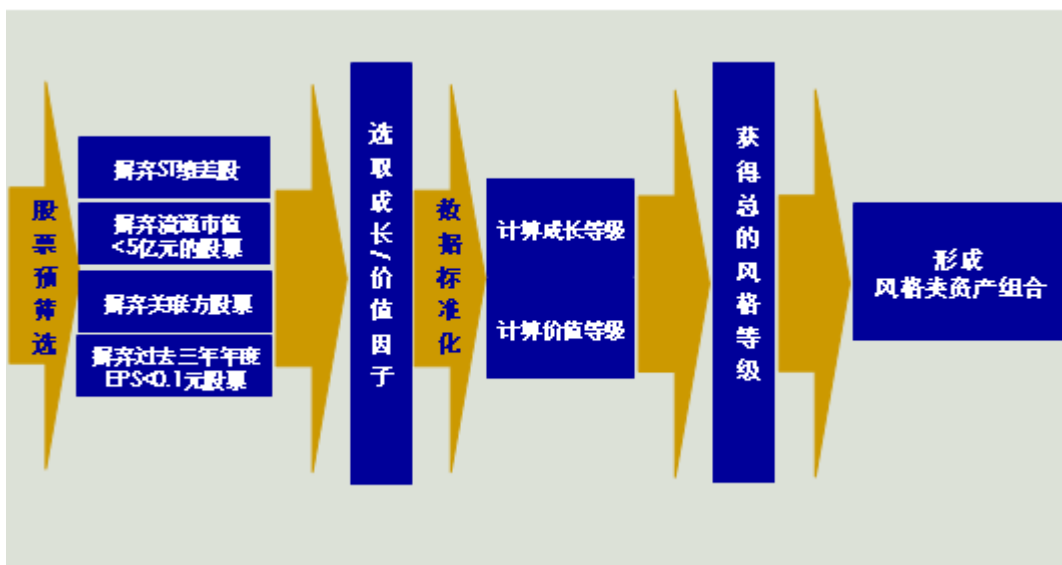 股票预筛选
摒弃ST绩差股
摒弃流通市值
<5亿元的股票
摒弃关联方股票
摒弃过去三年年度
EPS<0.1元股票
选取成长/价值因子
数据标准化
计算成长等级
计算价值等级
获得总的风格等级
形成
风格类资产组合